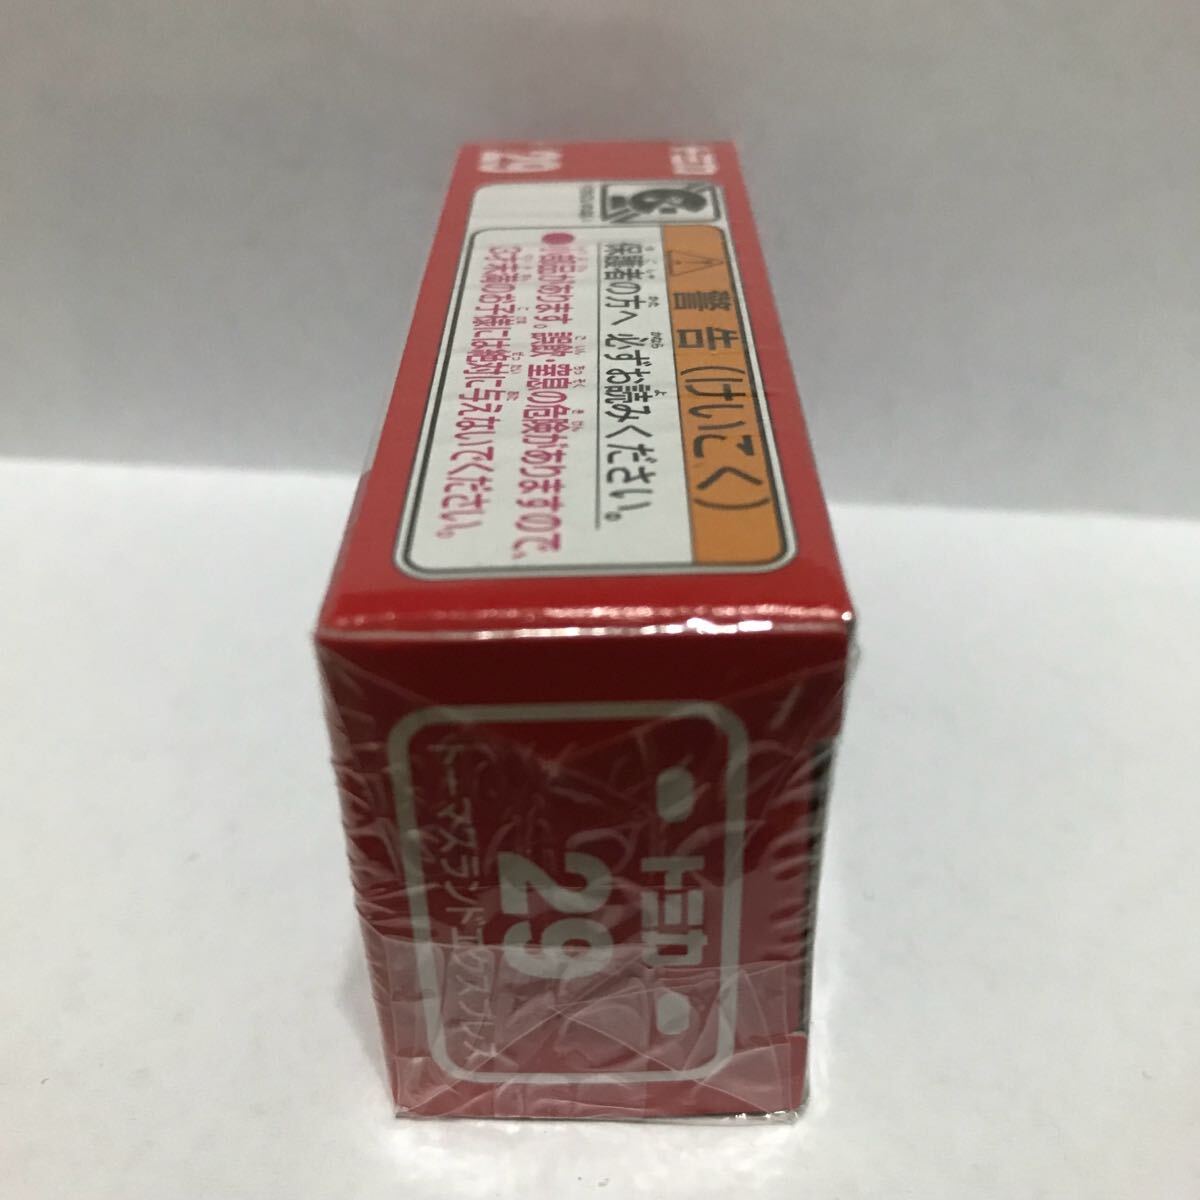 トミカ
29
警告(けいこく)
保護者の方へ 必ずお読みください。
●小部品があります。誤飲・窒息の危険がありますので、
3才未満のお子様には絶対に与えないでください。
トミカ
29
トーマスランドエクスプレス